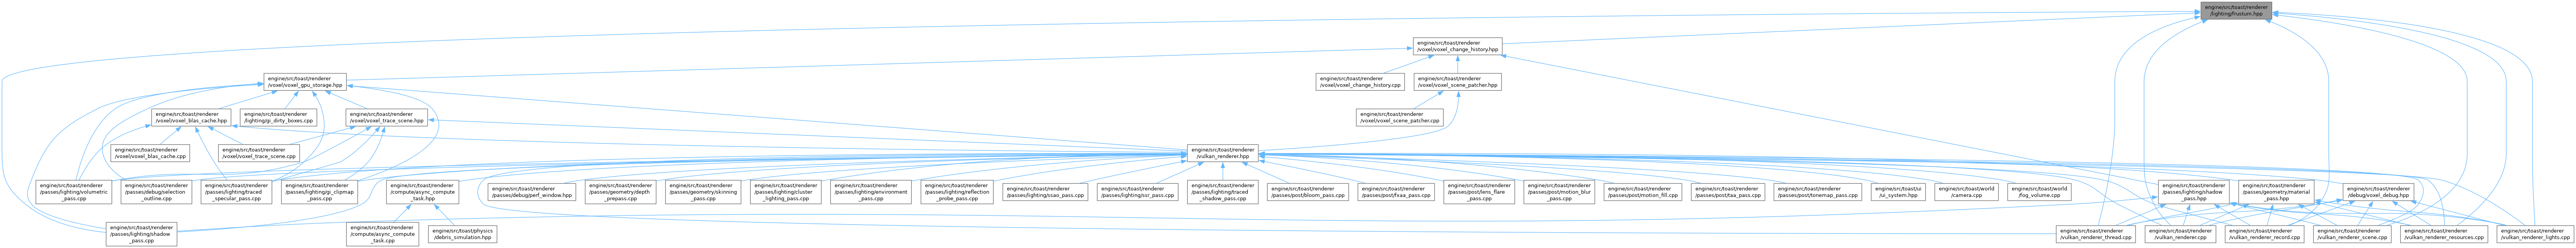 engine/src/toast/renderer
/lighting/frustum.hpp
engine/src/toast/renderer
/voxel/voxel_change_history.hpp
engine/src/toast/renderer
/voxel/voxel_gpu_storage.hpp
engine/src/toast/renderer
/voxel/voxel_change_history.cpp
engine/src/toast/renderer
/voxel/voxel_scene_patcher.hpp
engine/src/toast/renderer
/voxel/voxel_blas_cache.hpp
engine/src/toast/renderer
/lighting/gi_dirty_boxes.cpp
engine/src/toast/renderer
/voxel/voxel_trace_scene.hpp
engine/src/toast/renderer
/voxel/voxel_scene_patcher.cpp
engine/src/toast/renderer
/voxel/voxel_blas_cache.cpp
engine/src/toast/renderer
/voxel/voxel_trace_scene.cpp
engine/src/toast/renderer
/vulkan_renderer.hpp
engine/src/toast/renderer
/passes/lighting/volumetric
_pass.cpp
engine/src/toast/renderer
/passes/debug/selection
_outline.cpp
engine/src/toast/renderer
/passes/lighting/traced
_specular_pass.cpp
engine/src/toast/renderer
/passes/lighting/gi_clipmap
_pass.cpp
engine/src/toast/renderer
/compute/async_compute
_task.hpp
engine/src/toast/renderer
/passes/debug/perf_window.hpp
engine/src/toast/renderer
/passes/geometry/depth
_prepass.cpp
engine/src/toast/renderer
/passes/geometry/skinning
_pass.cpp
engine/src/toast/renderer
/passes/lighting/cluster
_lighting_pass.cpp
engine/src/toast/renderer
/passes/lighting/environment
_pass.cpp
engine/src/toast/renderer
/passes/lighting/reflection
_probe_pass.cpp
engine/src/toast/renderer
/passes/lighting/ssao_pass.cpp
engine/src/toast/renderer
/passes/lighting/ssr_pass.cpp
engine/src/toast/renderer
/passes/lighting/traced
_shadow_pass.cpp
engine/src/toast/renderer
/passes/post/bloom_pass.cpp
engine/src/toast/renderer
/passes/post/fxaa_pass.cpp
engine/src/toast/renderer
/passes/post/lens_flare
_pass.cpp
engine/src/toast/renderer
/passes/post/motion_blur
_pass.cpp
engine/src/toast/renderer
/passes/post/motion_fill.cpp
engine/src/toast/renderer
/passes/post/taa_pass.cpp
engine/src/toast/renderer
/passes/post/tonemap_pass.cpp
engine/src/toast/ui
/ui_system.hpp
engine/src/toast/world
/camera.cpp
engine/src/toast/world
/fog_volume.cpp
engine/src/toast/renderer
/passes/lighting/shadow
_pass.hpp
engine/src/toast/renderer
/passes/geometry/material
_pass.hpp
engine/src/toast/renderer
/debug/voxel_debug.hpp
engine/src/toast/renderer
/passes/lighting/shadow
_pass.cpp
engine/src/toast/renderer
/compute/async_compute
_task.cpp
engine/src/toast/physics
/debris_simulation.hpp
engine/src/toast/renderer
/vulkan_renderer_thread.cpp
engine/src/toast/renderer
/vulkan_renderer.cpp
engine/src/toast/renderer
/vulkan_renderer_record.cpp
engine/src/toast/renderer
/vulkan_renderer_scene.cpp
engine/src/toast/renderer
/vulkan_renderer_resources.cpp
engine/src/toast/renderer
/vulkan_renderer_lights.cpp